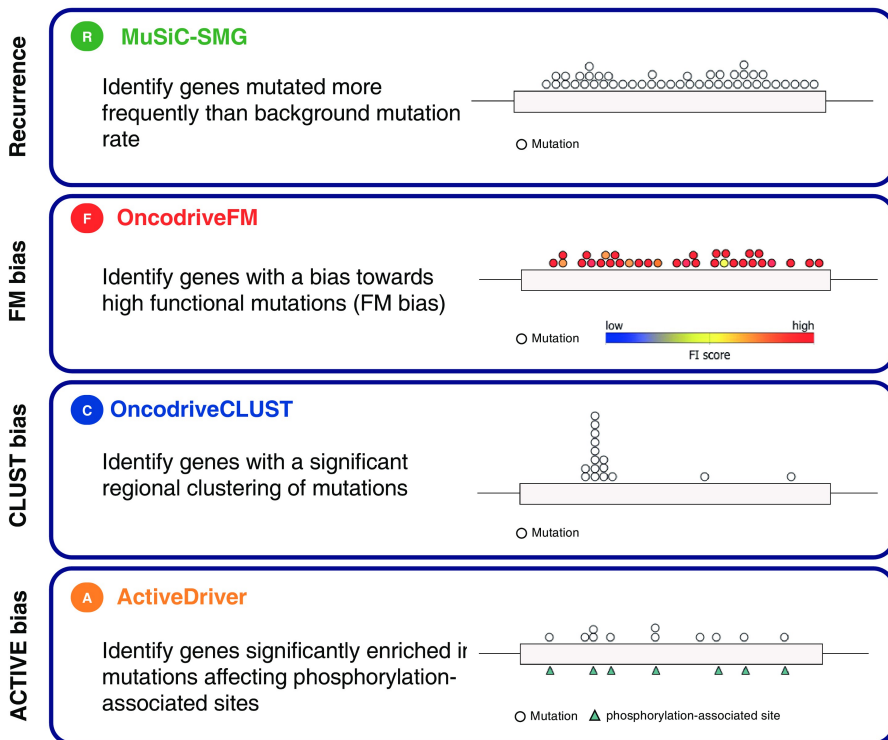 Recurrence
R MuSiC-SMG
Identify genes mutated more
frequently than background mutation
rate
Mutation
FM bias
F OncodriveFM
Identify genes with a bias towards
high functional mutations (FM bias)
Mutation
low high
FI score
CLUST bias
C OncodriveCLUST
Identify genes with a significant
regional clustering of mutations
Mutation
ACTIVE bias
A ActiveDriver
Identify genes significantly enriched in
mutations affecting phosphorylation-
associated sites
Mutation phosphorylation-associated site